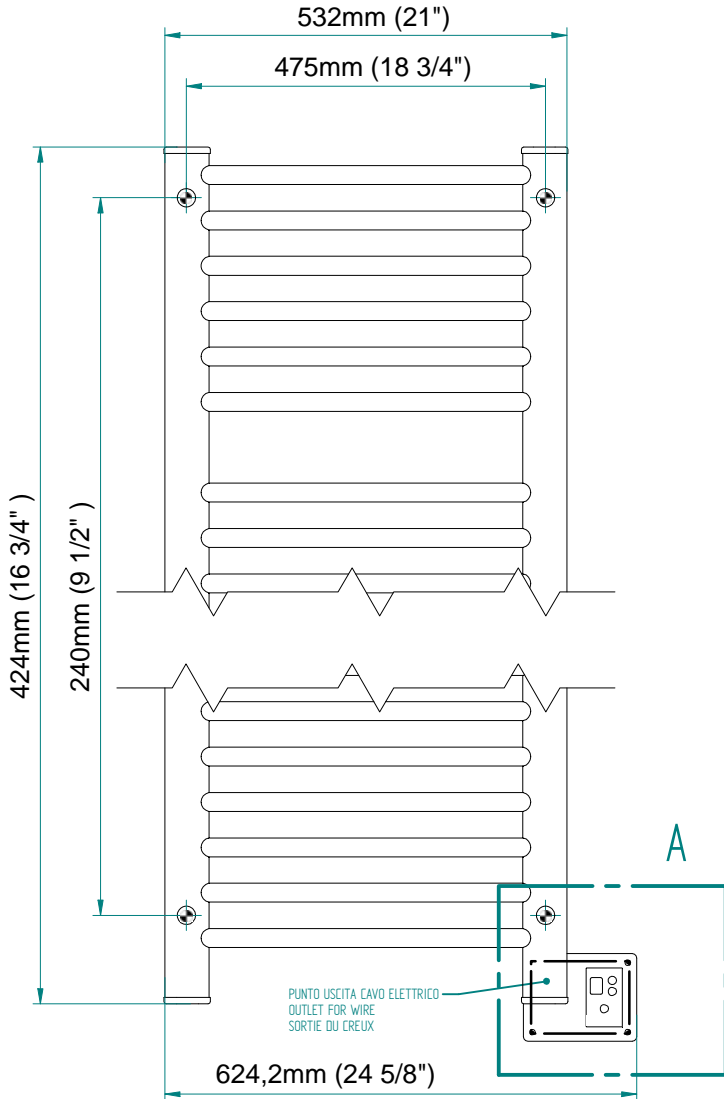 532mm (21")
475mm (18 3/4")
424mm (16 3/4" )
240mm (9 1/2" )
A
PUNTO USCITA CAVO ELETTRICO
OUTLET FOR WIRE
SORTIE DU CREUX
624,2mm (24 5/8")